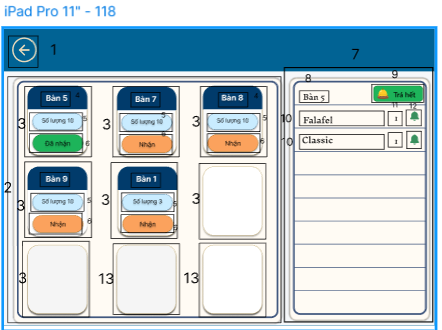 iPad Pro 11" - 118
1
7
8
9
Bàn 5
Bàn 7
Bàn 8
Bàn 5
Trả hết
3
Số lượng 10
5
3
Số lượng 10
5
3
Số lượng 10
5
10
Falafel
11
1
12
Đã nhận
6
Nhận
6
Nhận
6
10
Classic
1
2
Bàn 9
Bàn 1
3
Số lượng 10
5
3
Số lượng 3
5
3
Nhận
6
Nhận
6
3
13
13